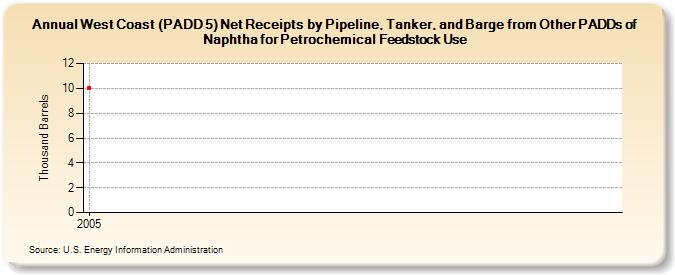 Annual West Coast (PADD 5) Net Receipts by Pipeline, Tanker, and Barge from Other PADDs of
Naphtha for Petrochemical Feedstock Use
Thousand Barrels
12
10
8
6
4
2
0
2005
Source: U.S. Energy Information Administration